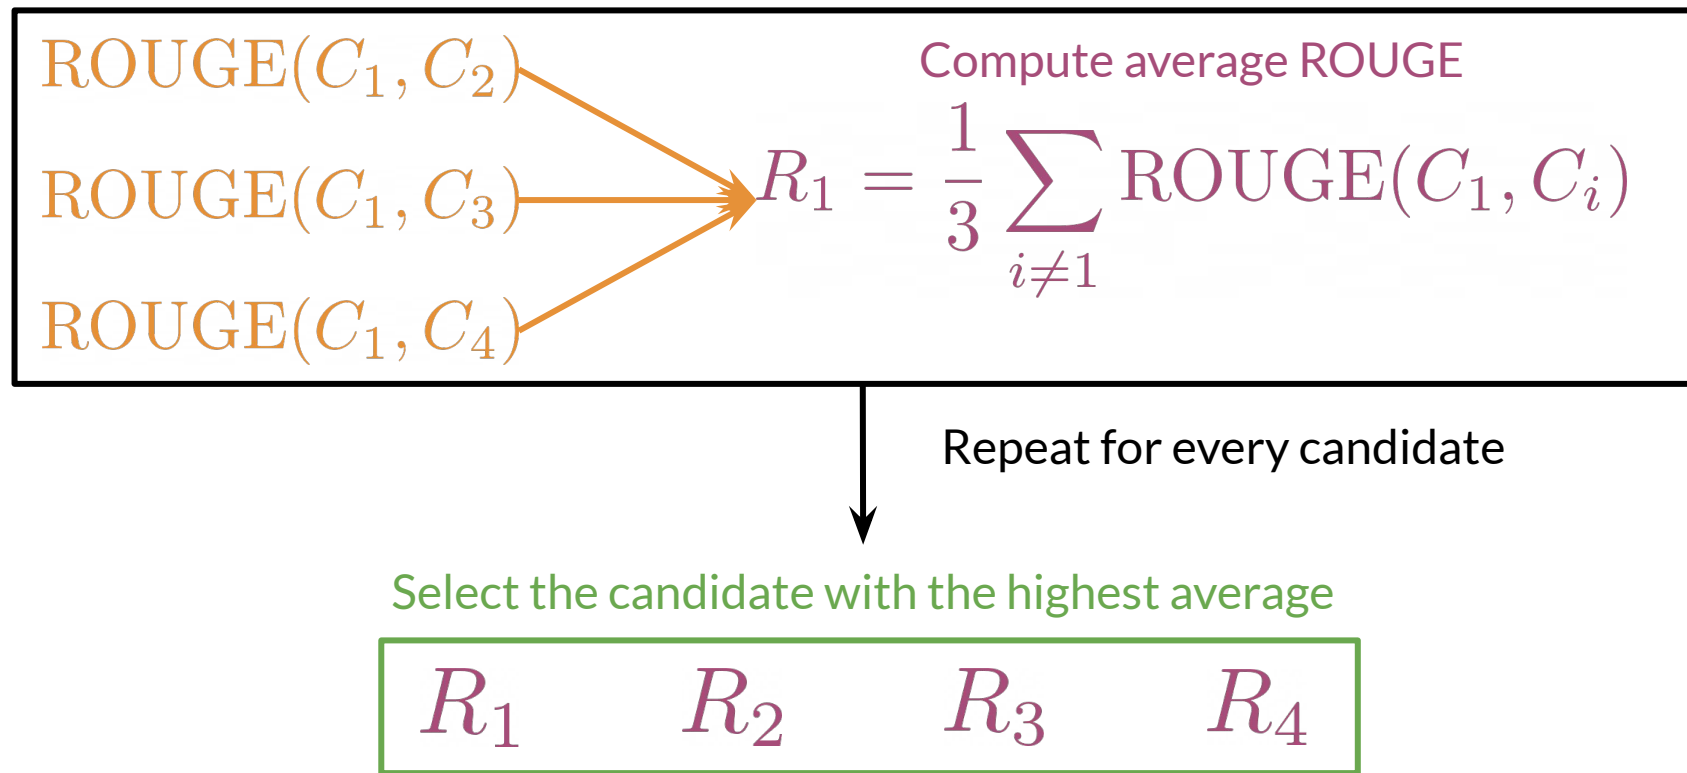 ROUGE(C₁, C₂)
ROUGE(C₁, C₃)
ROUGE(C₁, C₄)
Compute average ROUGE
R₁ = 1/3 ∑_{i≠1} ROUGE(C₁, Cᵢ)
Repeat for every candidate
Select the candidate with the highest average
R₁ R₂ R₃ R₄